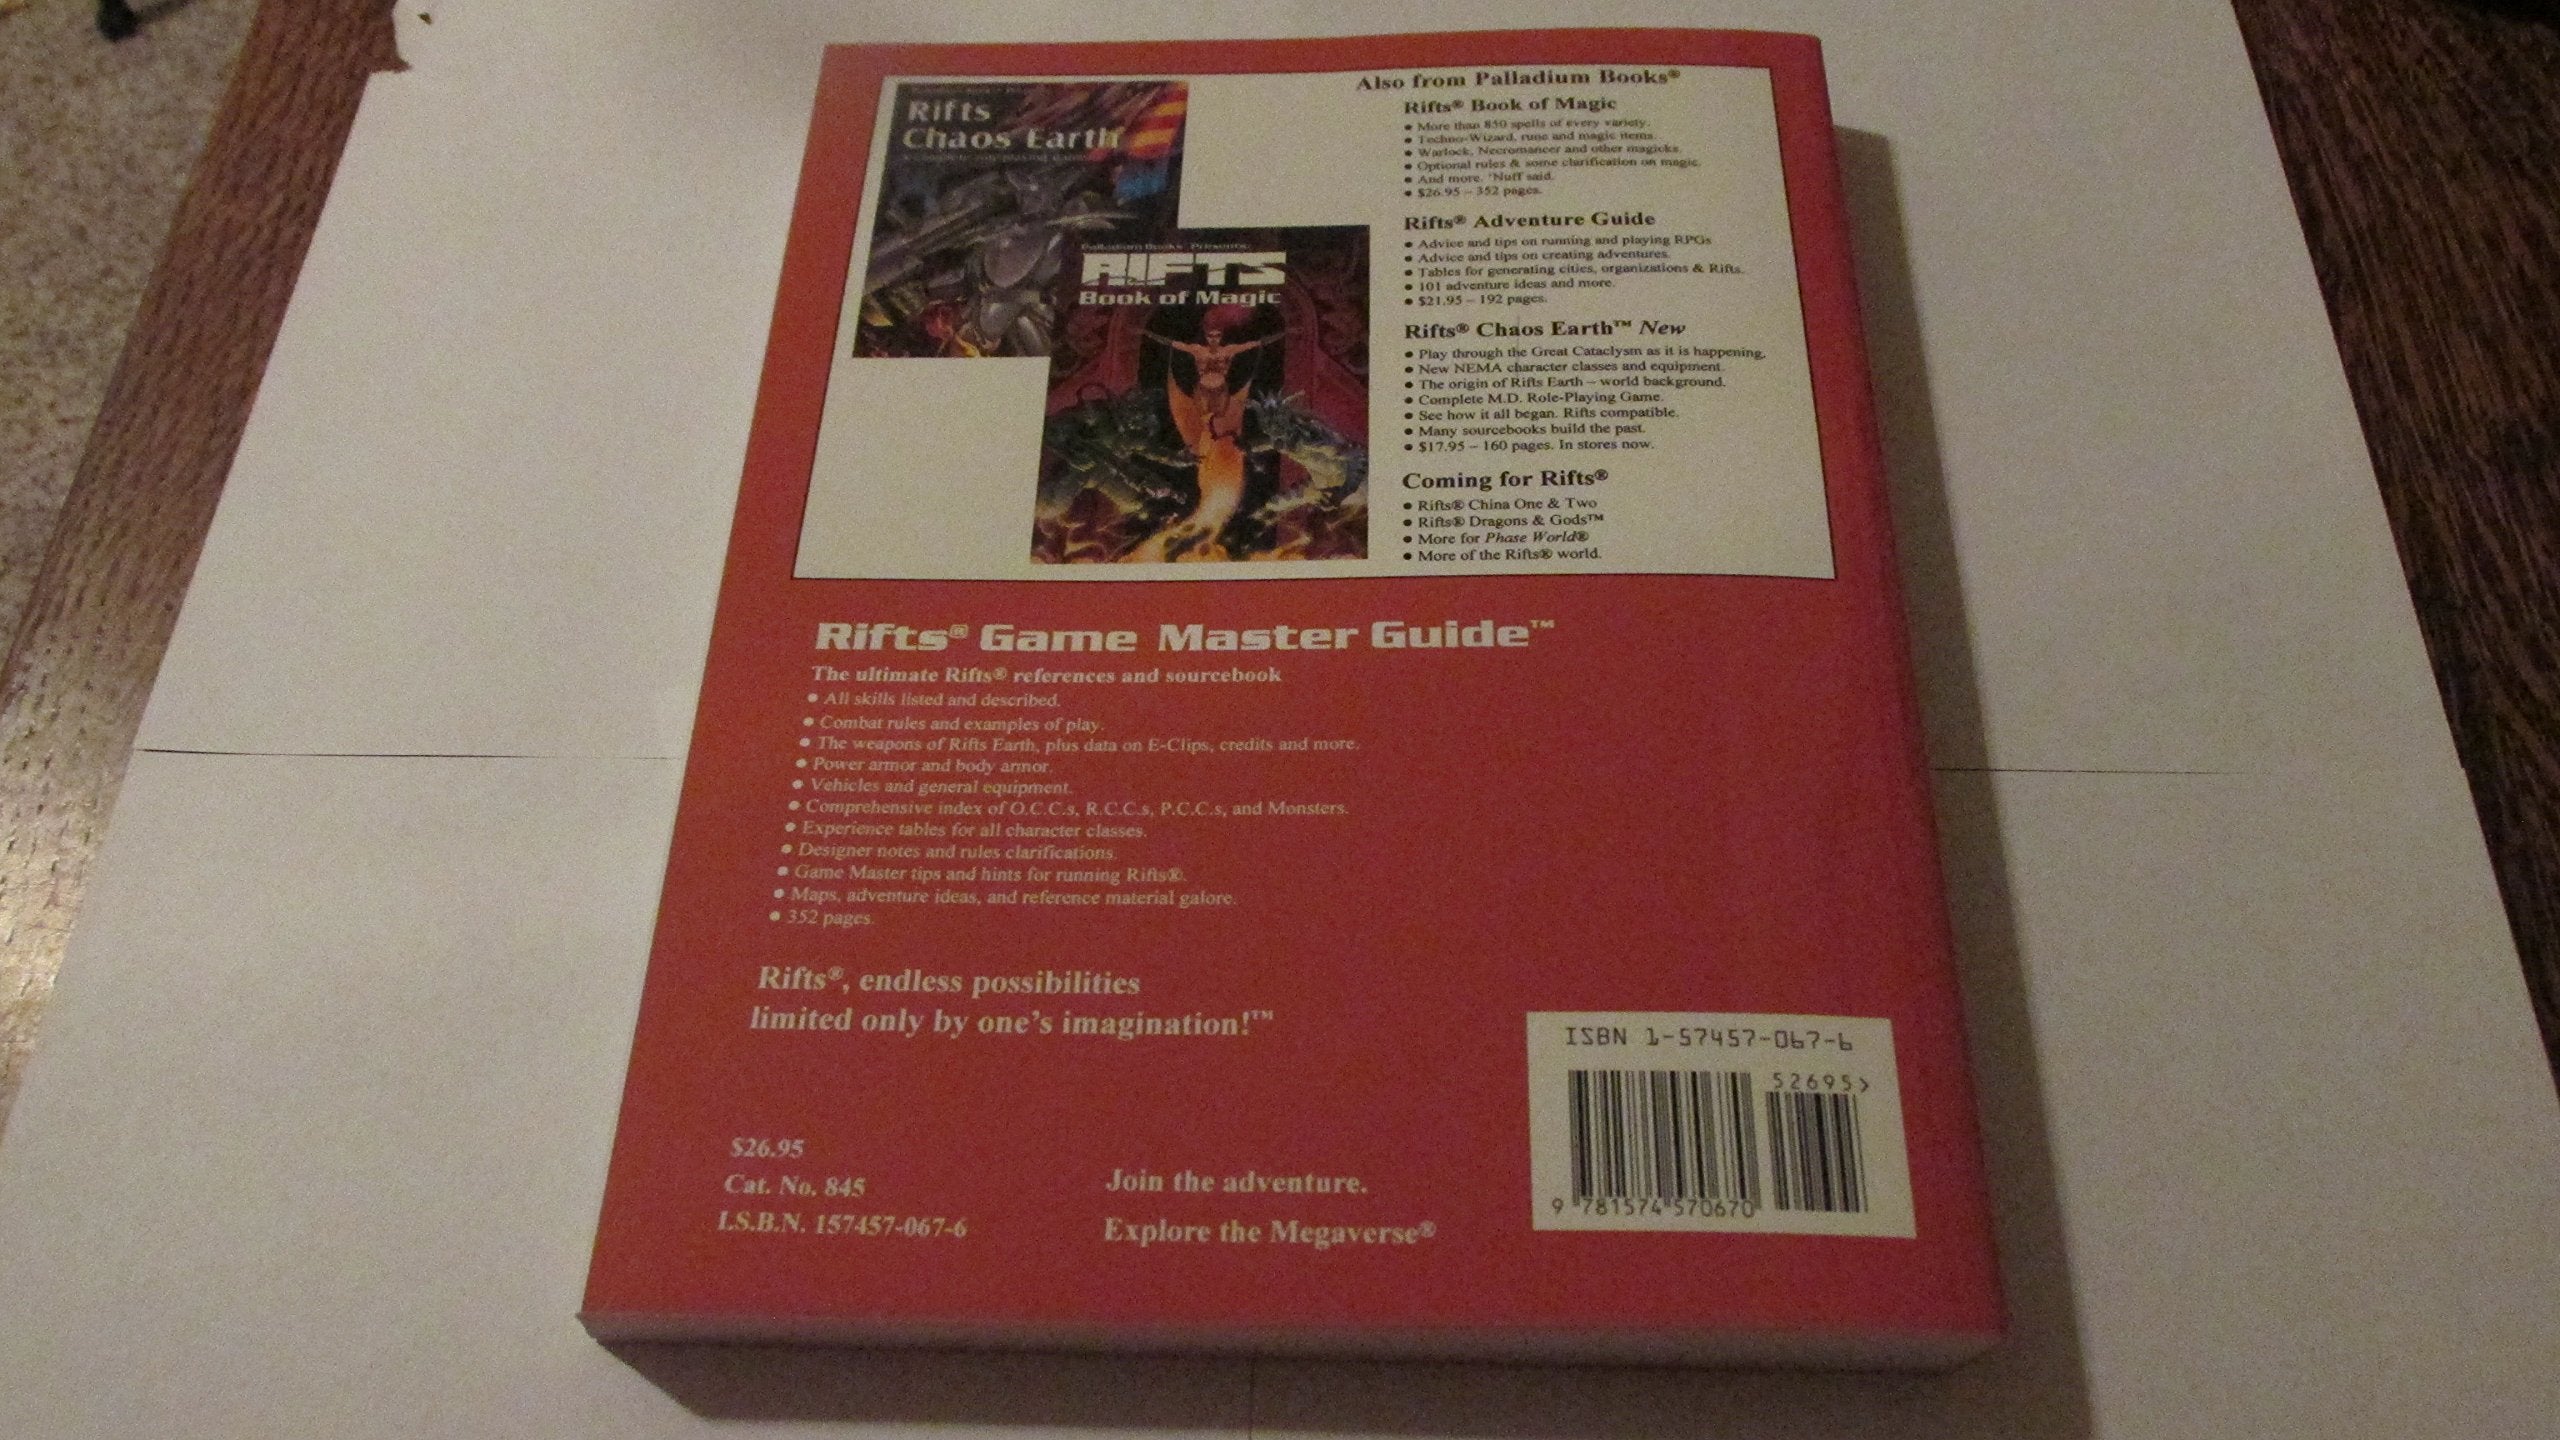 Rifts
Chaos Earth
Palladium Books Presents:
RIFTS
Book of Magic
Also from Palladium Books®
Rifts® Book of Magic
● More than 850 spells of every variety.
● Techno-Wizard, rune and magic items.
● Warlock, Necromancer and other magicks.
● Optional rules & some clarification on magic.
● And more. 'Nuff said.
● $26.95 – 352 pages.
Rifts® Adventure Guide
● Advice and tips on running and playing RPGs
● Advice and tips on creating adventures.
● Tables for generating cities, organizations & Rifts.
● 101 adventure ideas and more.
● $21.95 – 192 pages.
Rifts® Chaos Earth™ New
● Play through the Great Cataclysm as it is happening.
● New NEMA character classes and equipment.
● The origin of Rifts Earth – world background.
● Complete M.D. Role-Playing Game.
● See how it all began. Rifts compatible.
● Many sourcebooks build the past.
● $17.95 – 160 pages. In stores now.
Coming for Rifts®
● Rifts® China One & Two
● Rifts® Dragons & Gods™
● More for Phase World®
● More of the Rifts® world.
Rifts® Game Master Guide™
The ultimate Rifts® references and sourcebook
● All skills listed and described.
● Combat rules and examples of play.
● The weapons of Rifts Earth, plus data on E-Clips, credits and more.
● Power armor and body armor.
● Vehicles and general equipment.
● Comprehensive index of O.C.C.s, R.C.C.s, P.C.C.s, and Monsters.
● Experience tables for all character classes.
● Designer notes and rules clarifications.
● Game Master tips and hints for running Rifts®.
● Maps, adventure ideas, and reference material galore.
● 352 pages.
Rifts®, endless possibilities
limited only by one's imagination!™
$26.95
Cat. No. 845
I.S.B.N. 157457-067-6
Join the adventure.
Explore the Megaverse®
ISBN 1-57457-067-6
52695>
9 781574 570670